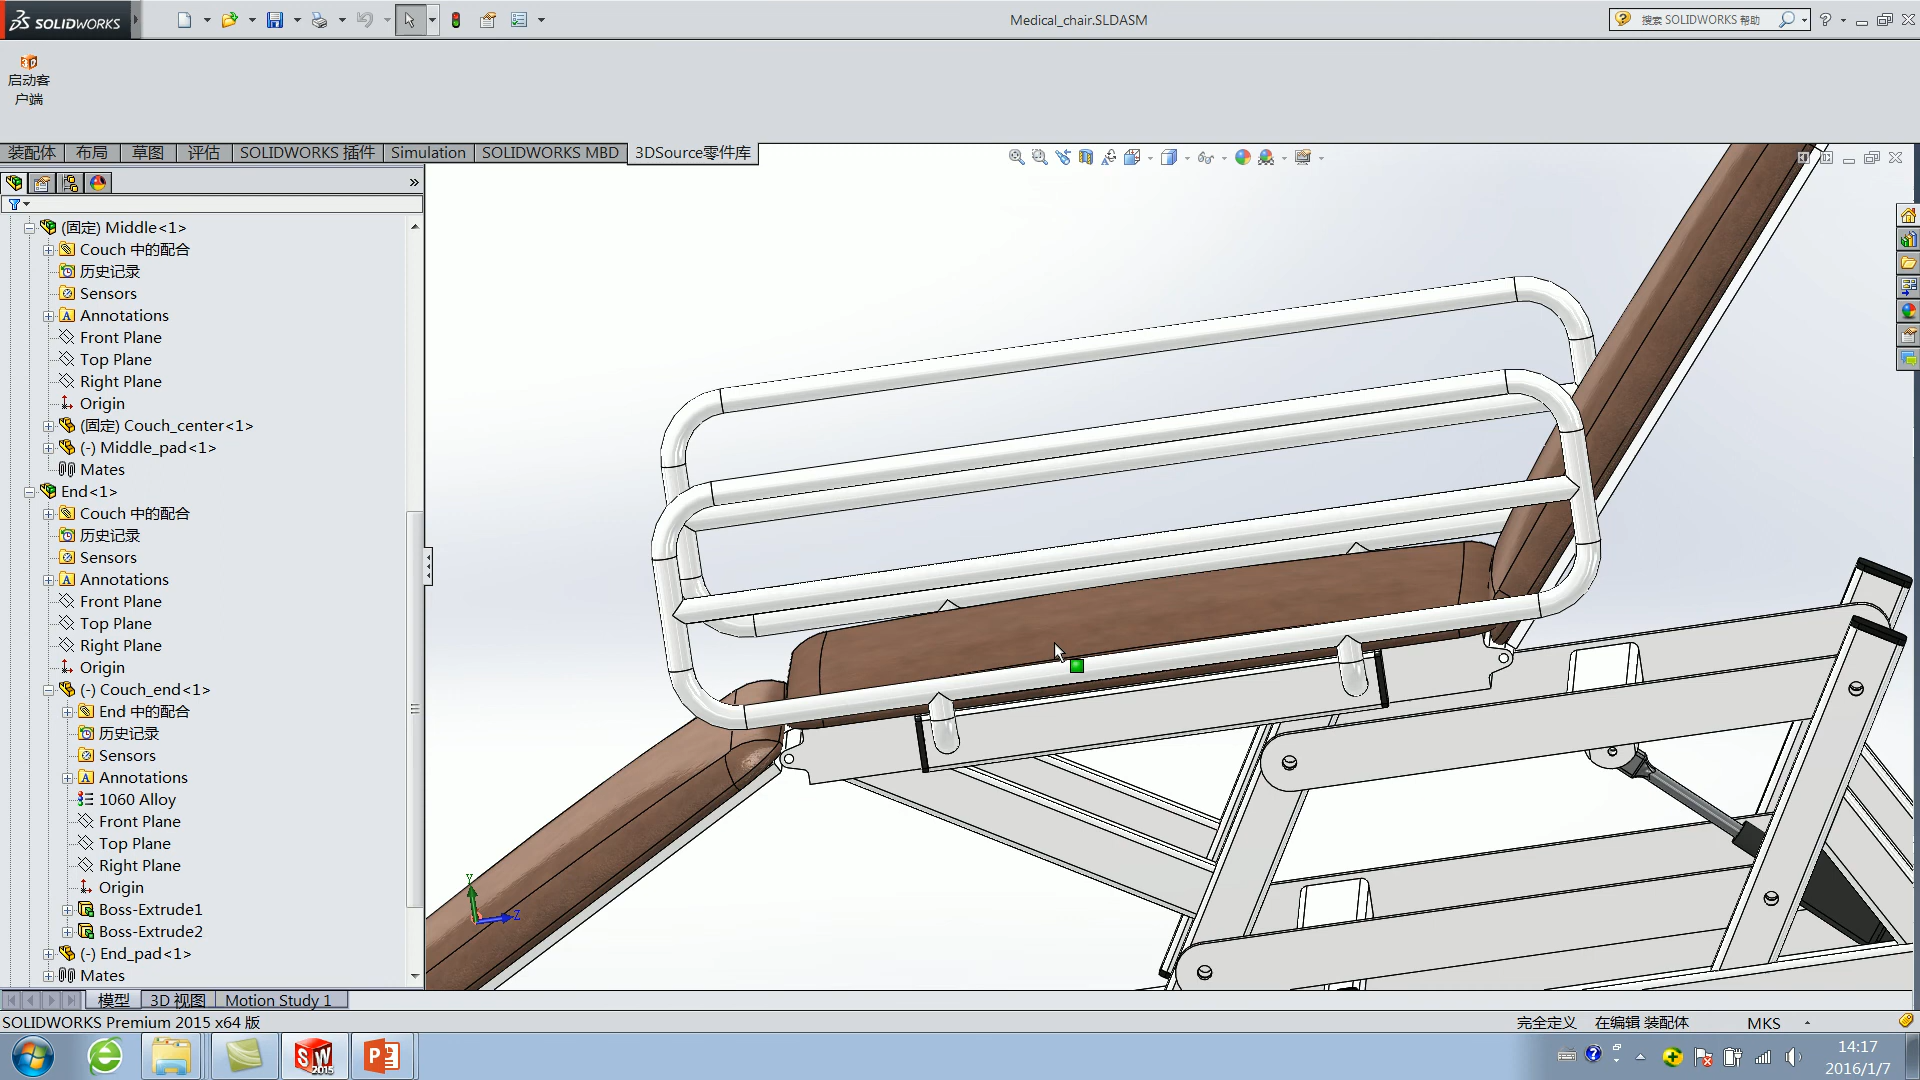 SOLIDWORKS
Medical_chair.SLDASM
搜索 SOLIDWORKS 帮助
启动客
户端
装配体
布局
草图
评估
SOLIDWORKS 插件
Simulation
SOLIDWORKS MBD
3DSource零件库
(固定) Middle<1>
Couch 中的配合
历史记录
Sensors
Annotations
Front Plane
Top Plane
Right Plane
Origin
(固定) Couch_center<1>
(-) Middle_pad<1>
Mates
End<1>
Couch 中的配合
历史记录
Sensors
Annotations
Front Plane
Top Plane
Right Plane
Origin
(-) Couch_end<1>
End 中的配合
历史记录
Sensors
Annotations
1060 Alloy
Front Plane
Top Plane
Right Plane
Origin
Boss-Extrude1
Boss-Extrude2
(-) End_pad<1>
Mates
Y
Z
模型
3D 视图
Motion Study 1
SOLIDWORKS Premium 2015 x64 版
完全定义
在编辑 装配体
MKS
SW
2015
P
14:17
2016/1/7